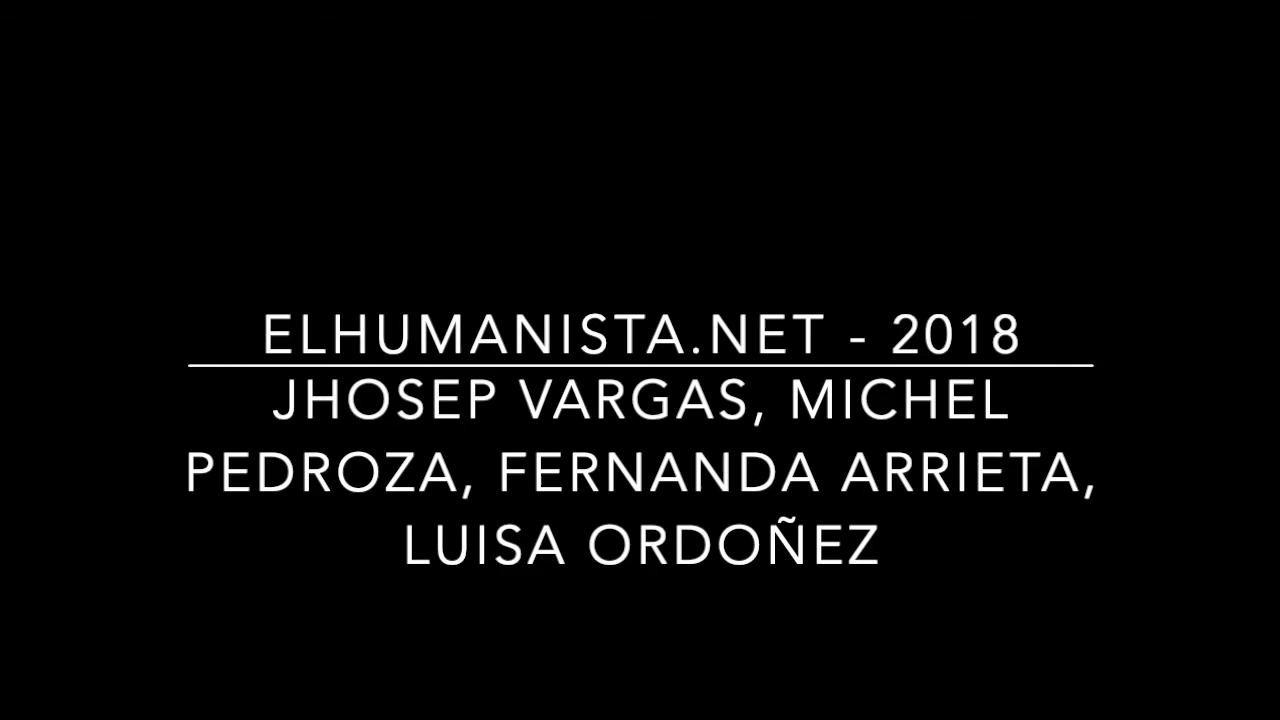 ELHUMANISTA.NET - 2018
JHOSEP VARGAS, MICHEL
PEDROZA, FERNANDA ARRIETA,
LUISA ORDOÑEZ